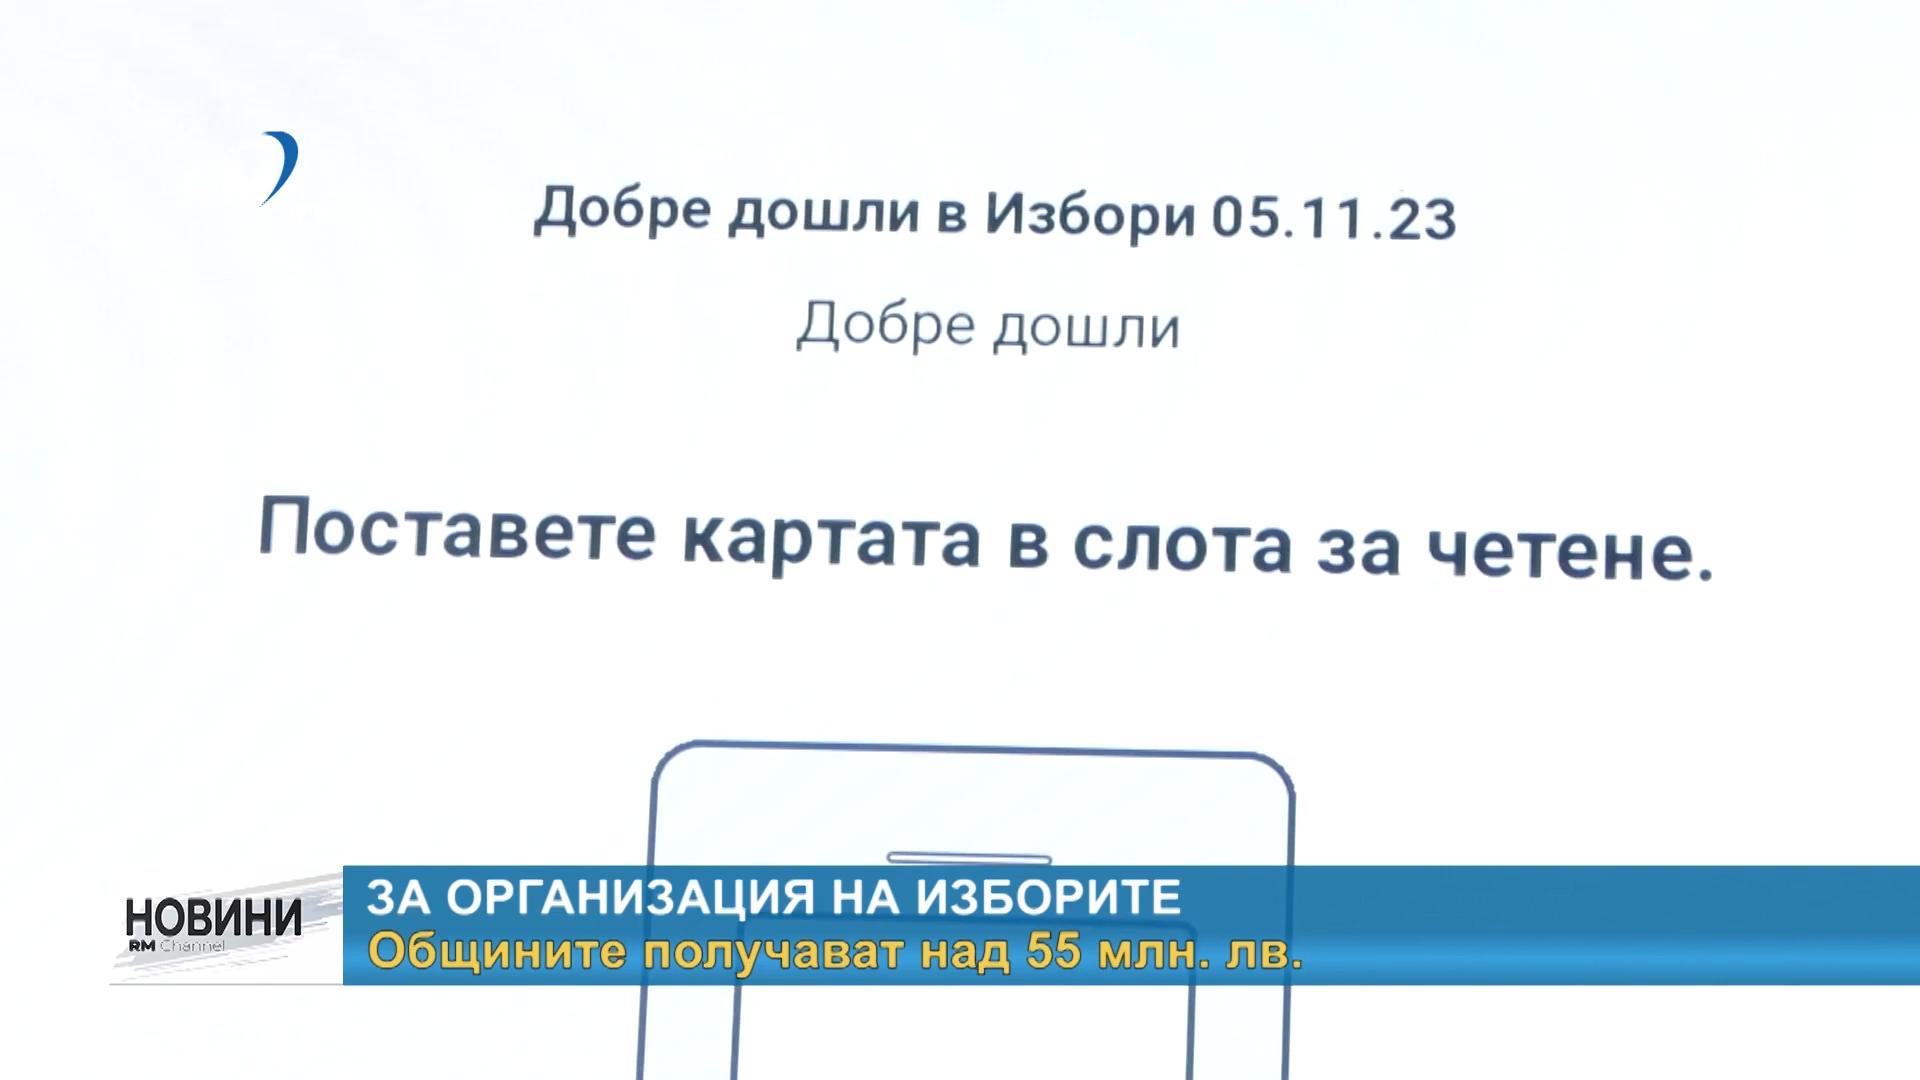 Добре дошли в Избори 05.11.23
Добре дошли
Поставете картата в слота за четене.
НОВИНИ
RM Channel
ЗА ОРГАНИЗАЦИЯ НА ИЗБОРИТЕ
Общините получават над 55 млн. лв.